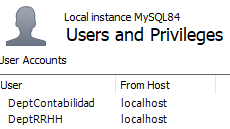 Local instance MySQL84
Users and Privileges
User Accounts
User From Host
DeptContabilidad localhost
DeptRRHH localhost